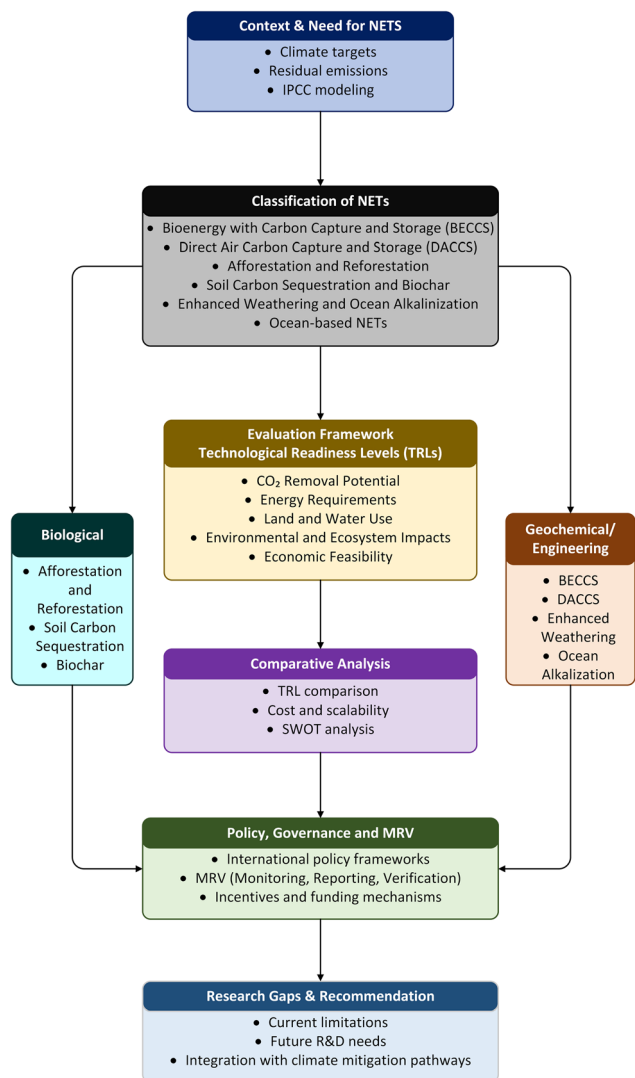 Context & Need for NETS
• Climate targets
• Residual emissions
• IPCC modeling
Classification of NETs
• Bioenergy with Carbon Capture and Storage (BECCS)
• Direct Air Carbon Capture and Storage (DACCS)
• Afforestation and Reforestation
• Soil Carbon Sequestration and Biochar
• Enhanced Weathering and Ocean Alkalinization
• Ocean-based NETs
Evaluation Framework
Technological Readiness Levels (TRLs)
• CO₂ Removal Potential
• Energy Requirements
• Land and Water Use
• Environmental and Ecosystem Impacts
• Economic Feasibility
Biological
• Afforestation
and
Reforestation
• Soil Carbon
Sequestration
• Biochar
Geochemical/
Engineering
• BECCS
• DACCS
• Enhanced
Weathering
• Ocean
Alkalization
Comparative Analysis
• TRL comparison
• Cost and scalability
• SWOT analysis
Policy, Governance and MRV
• International policy frameworks
• MRV (Monitoring, Reporting, Verification)
• Incentives and funding mechanisms
Research Gaps & Recommendation
• Current limitations
• Future R&D needs
• Integration with climate mitigation pathways